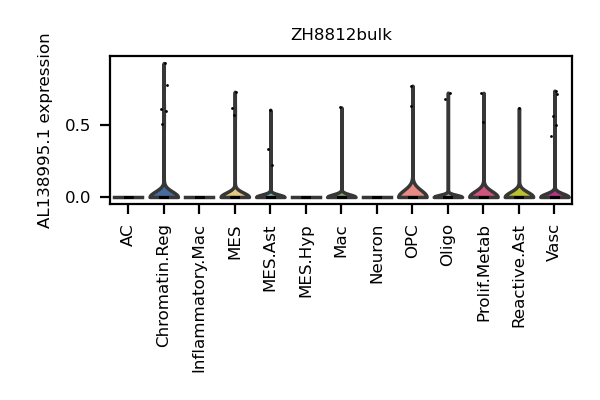 ZH8812bulk
AL138995.1 expression
0.5
0.0
AC
Chromatin.Reg
Inflammatory.Mac
MES
MES.Ast
MES.Hyp
Mac
Neuron
OPC
Oligo
Prolif.Metab
Reactive.Ast
Vasc